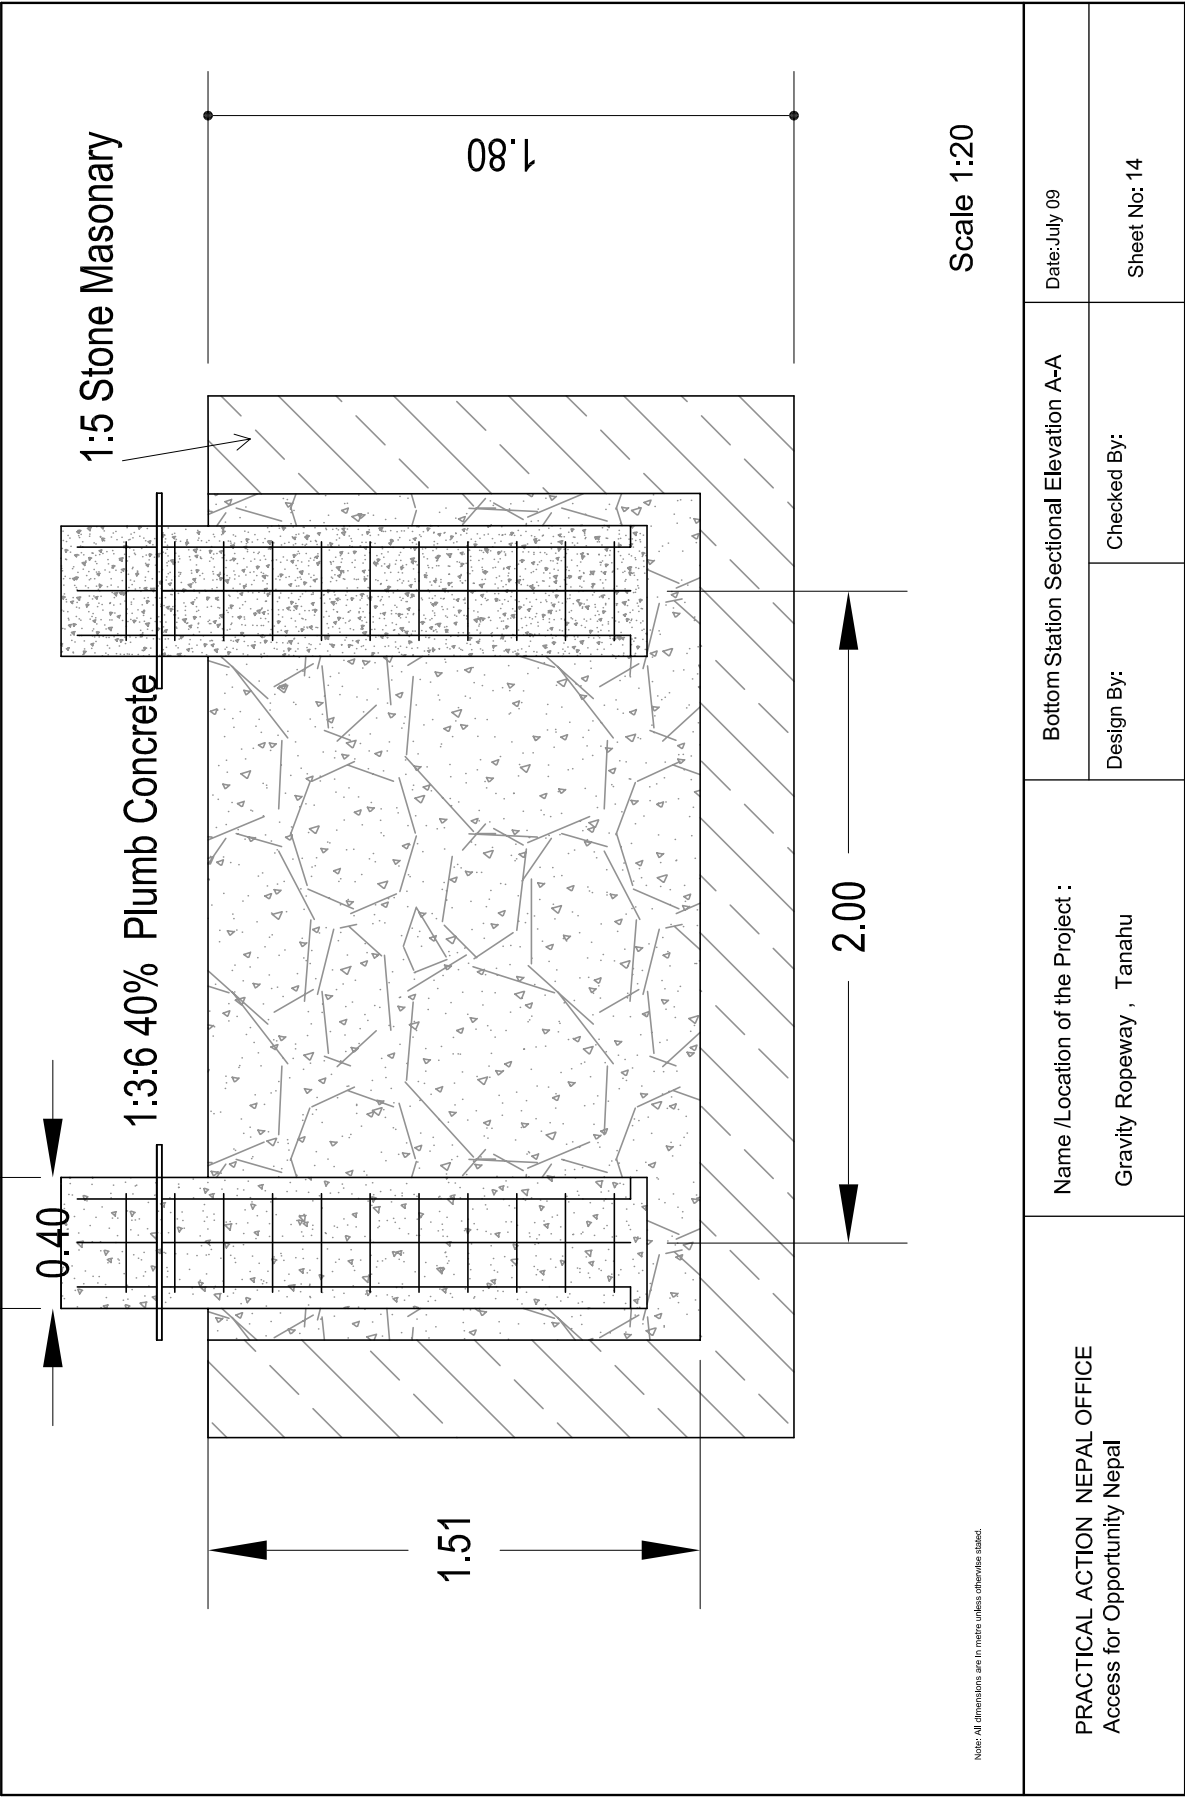 0.40
1:3:6 40% Plumb Concrete
1:5 Stone Masonary
1.51
2.00
1.80
Scale 1:20
Note: All dimensions are in metre unless otherwise stated.
PRACTICAL ACTION NEPAL OFFICE
Access for Opportunity Nepal
Name /Location of the Project :
Gravity Ropeway , Tanahu
Bottom Station Sectional Elevation A-A
Design By:
Checked By:
Date:July 09
Sheet No: 14